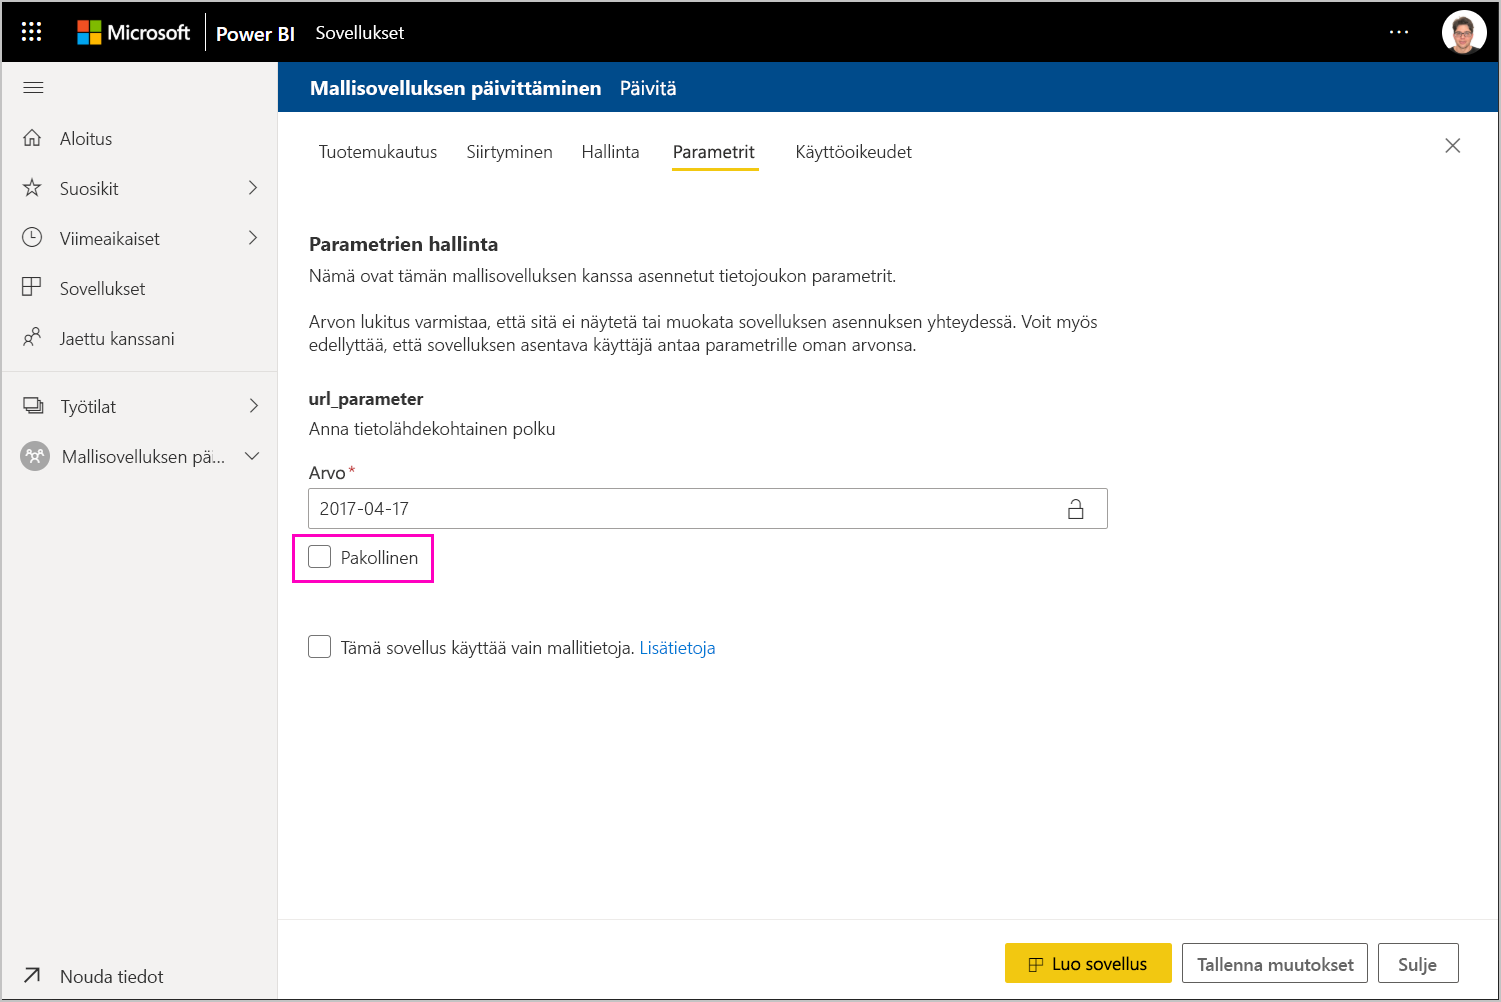 Microsoft Power BI Sovellukset
Mallisovelluksen päivittäminen Päivitä
Aloitus
Suosikit
Viimeaikaiset
Sovellukset
Jaettu kanssani
Työtilat
Mallisovelluksen pä...
Nouda tiedot
Tuotemukautus Siirtyminen Hallinta Parametrit Käyttöoikeudet
Parametrien hallinta
Nämä ovat tämän mallisovelluksen kanssa asennetut tietojoukon parametrit.
Arvon lukitus varmistaa, että sitä ei näytetä tai muokata sovelluksen asennuksen yhteydessä. Voit myös
edellyttää, että sovelluksen asentava käyttäjä antaa parametrille oman arvonsa.
url_parameter
Anna tietolähdekohtainen polku
Arvo*
2017-04-17
Pakollinen
Tämä sovellus käyttää vain mallitietoja. Lisätietoja
Luo sovellus Tallenna muutokset Sulje